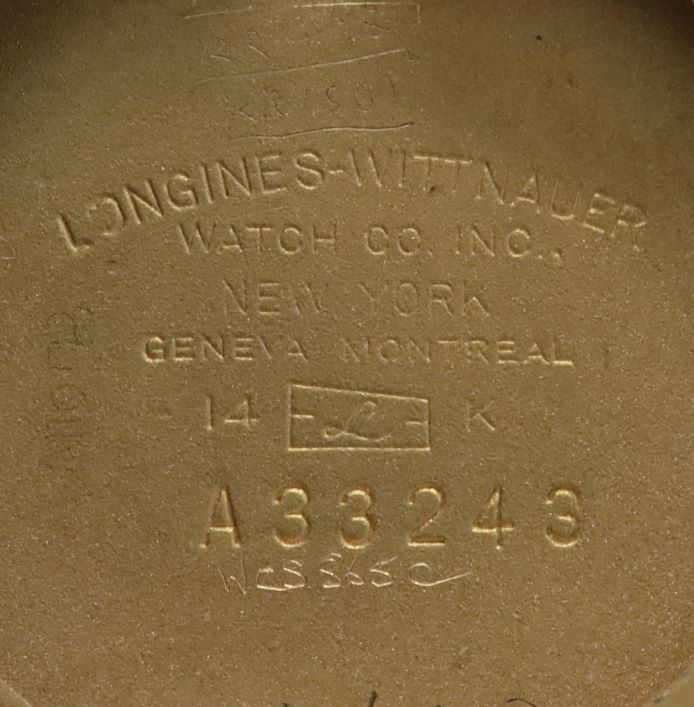 LONGINES-WITTNAUER
WATCH CO. INC.,
NEW YORK
GENEVA MONTREAL
14 -L- K
A33243